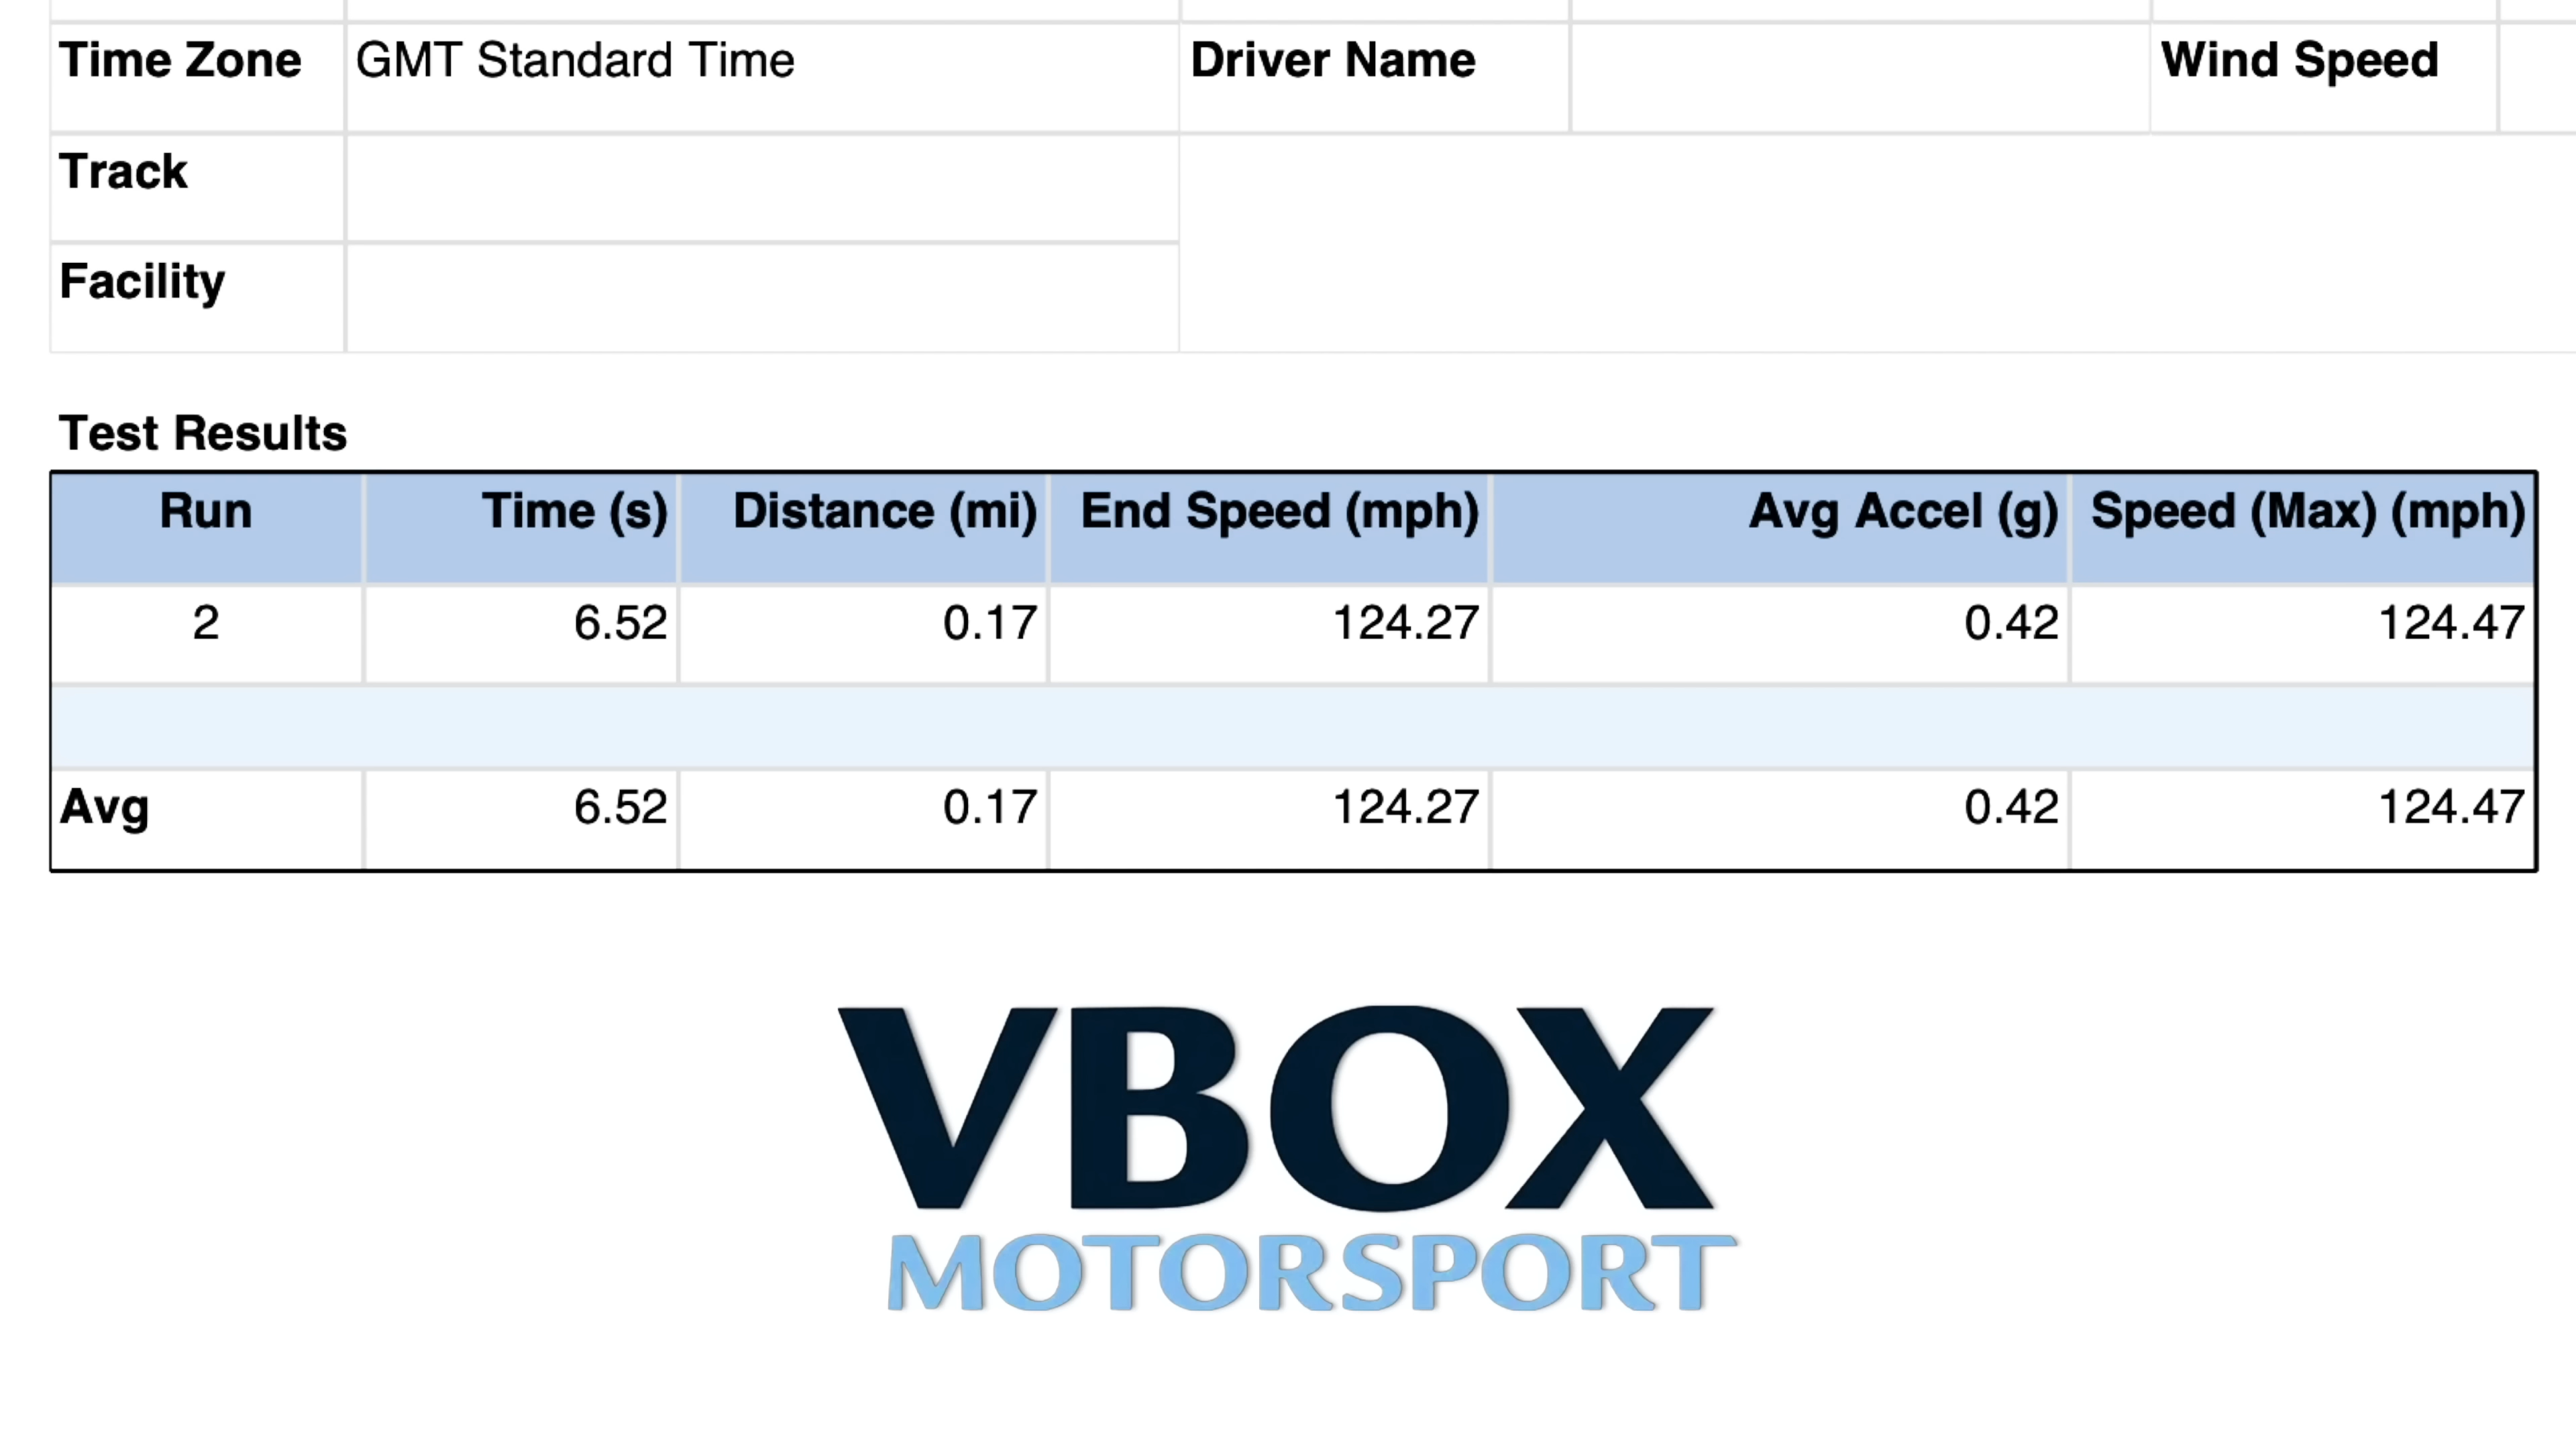 Time Zone GMT Standard Time Driver Name Wind Speed
Track
Facility
Test Results
Run Time (s) Distance (mi) End Speed (mph) Avg Accel (g) Speed (Max) (mph)
2 6.52 0.17 124.27 0.42 124.47
Avg 6.52 0.17 124.27 0.42 124.47
VBOX
MOTORSPORT